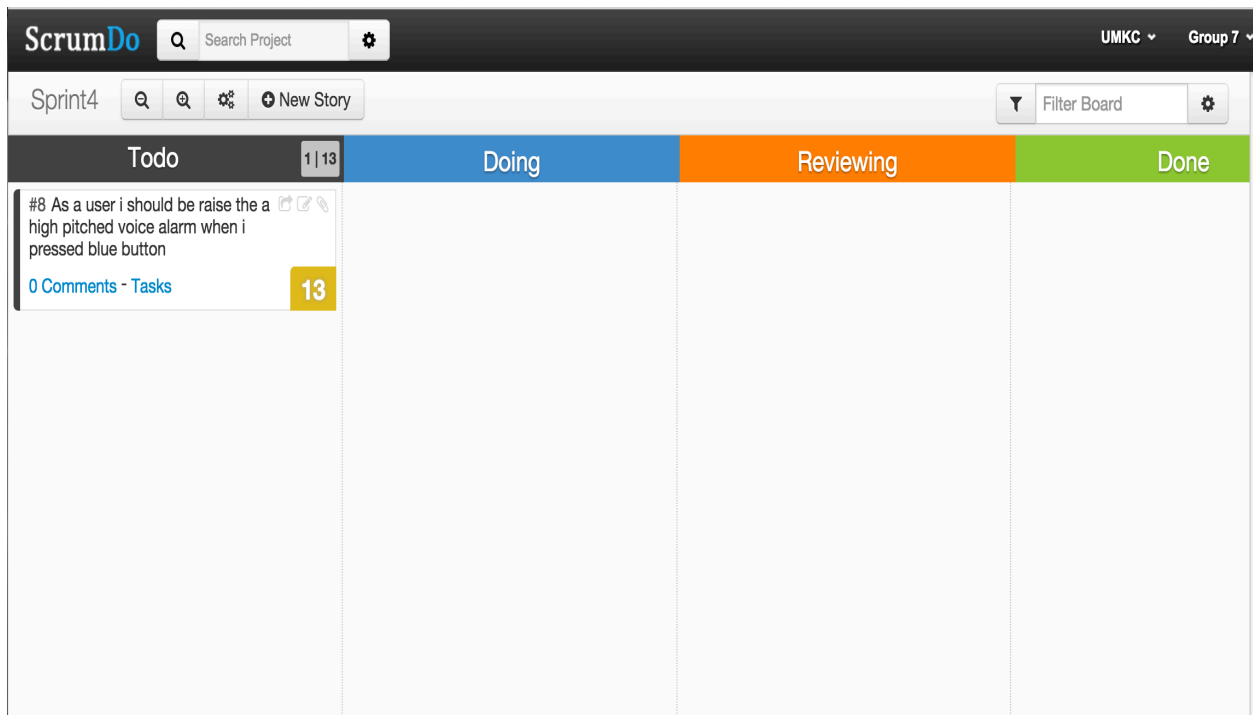 ScrumDo Search Project UMKC Group 7
Sprint4 New Story Filter Board
Todo 1 | 13 Doing Reviewing Done
#8 As a user i should be raise the a
high pitched voice alarm when i
pressed blue button
0 Comments - Tasks 13